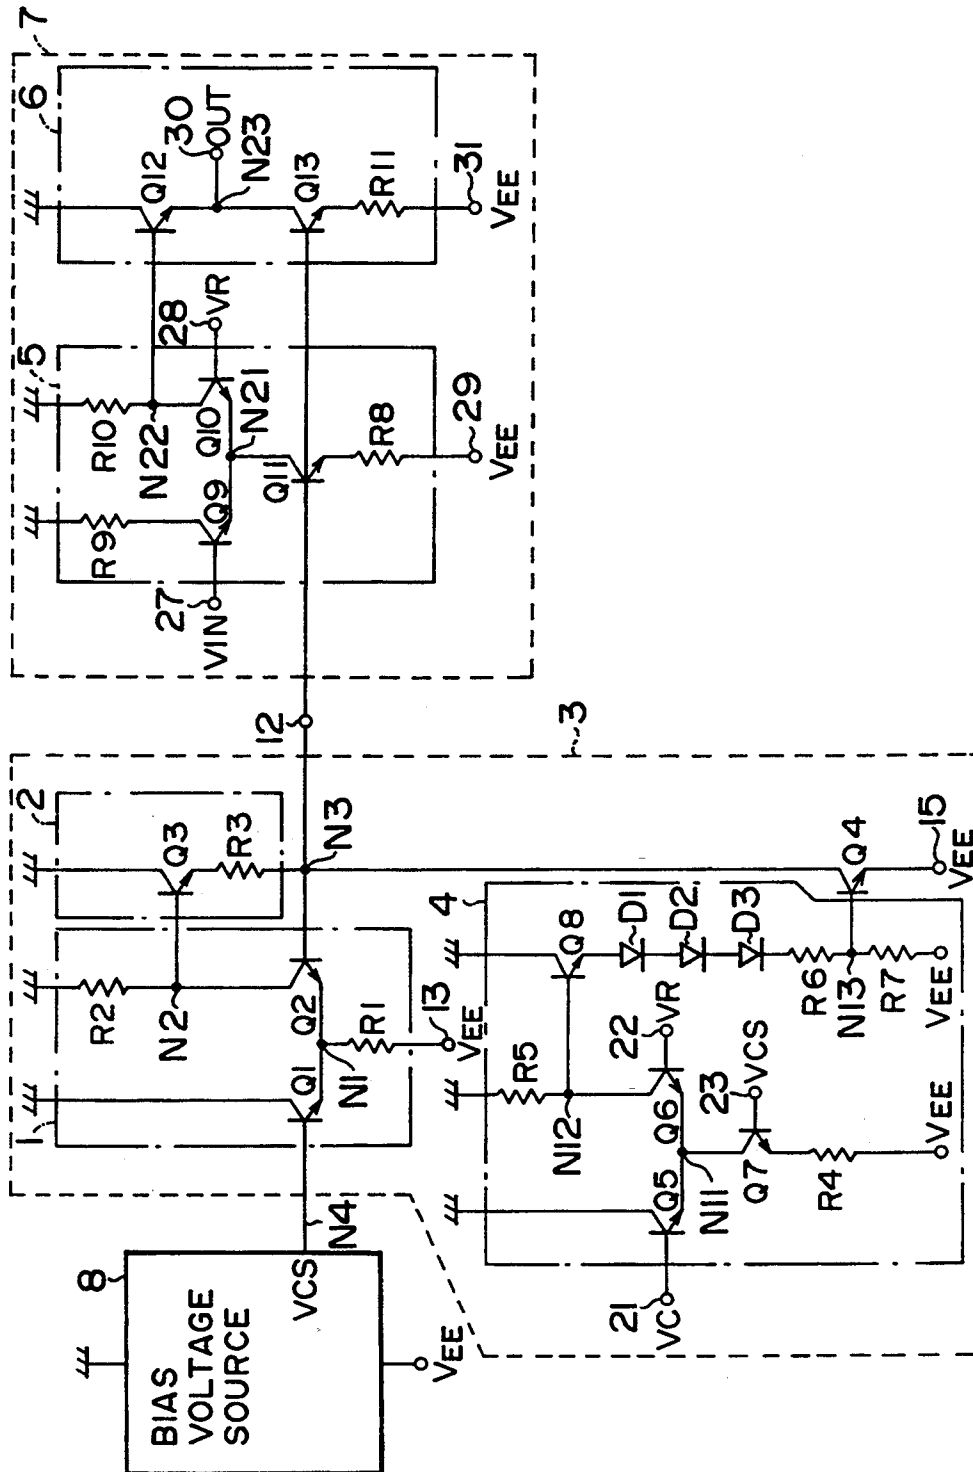 7
6
30
OUT
N23
Q12
Q13
R11
31
VEE
5
28
VR
R10
N22
Q10
N21
Q9
R9
Q11
R8
29
VEE
27
VIN
12
3
2
Q3
R3
N3
R2
N2
Q2
1
Q1
N1
R1
13
VEE
8
BIAS
VOLTAGE
SOURCE
VCS
N4
VEE
4
Q8
D1
D2
D3
R6
N13
R7
VEE
Q4
15
VEE
R5
N12
22
VR
Q6
Q5
N11
23
VCS
Q7
R4
VEE
21
VC